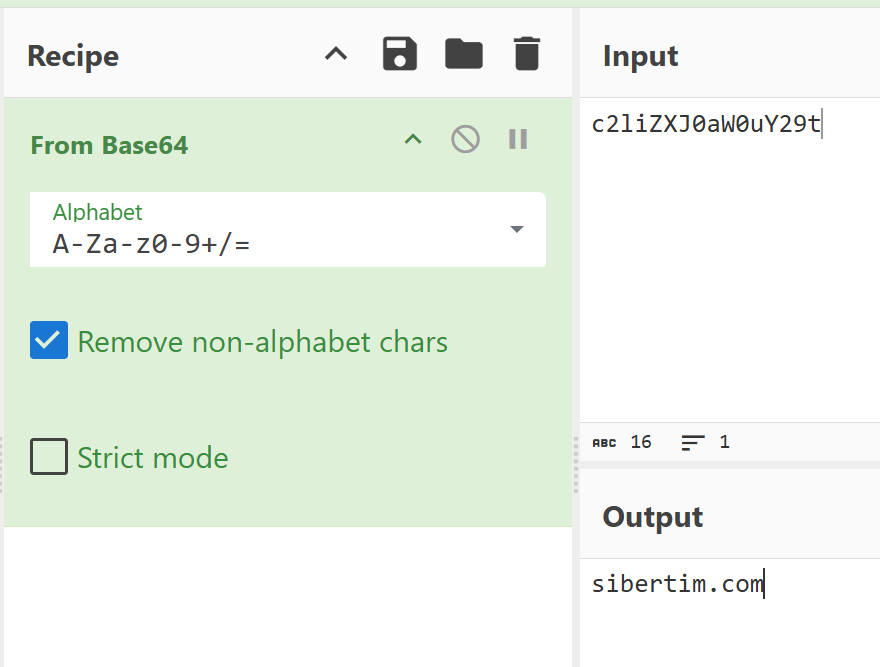 Recipe
From Base64
Alphabet
A-Za-z0-9+/=
Remove non-alphabet chars
Strict mode
Input
c2liZXJ0aW0uY29t
ABC 16 1
Output
sibertim.com